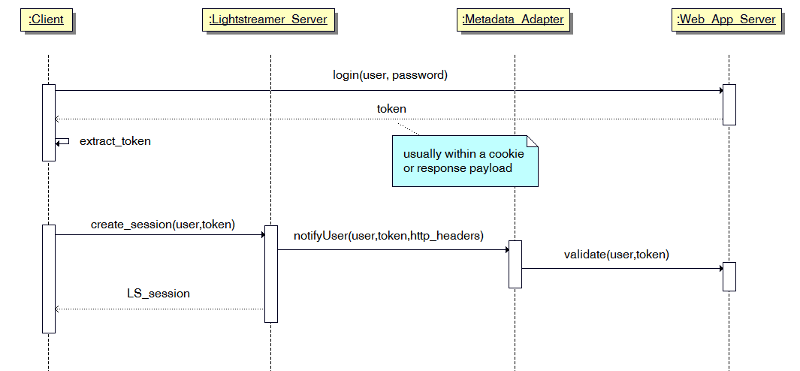 :Client
:Lightstreamer_Server
:Metadata_Adapter
:Web_App_Server
login(user, password)
token
extract_token
usually within a cookie
or response payload
create_session(user,token)
notifyUser(user,token,http_headers)
validate(user,token)
LS_session